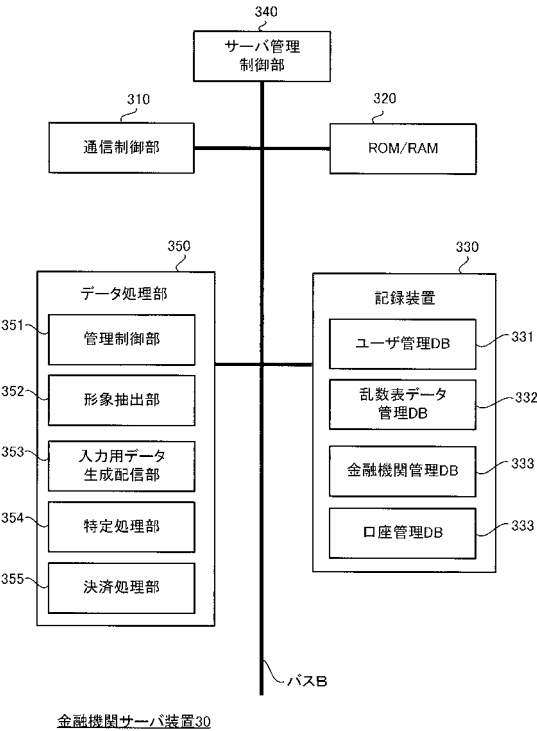 340
サーバ管理
制御部
310
通信制御部
320
ROM/RAM
350
データ処理部
351
管理制御部
352
形象抽出部
353
入力用データ
生成配信部
354
特定処理部
355
決済処理部
330
記録装置
ユーザ管理DB
331
乱数表データ
管理DB
332
金融機関管理DB
333
口座管理DB
333
バスB
金融機関サーバ装置30